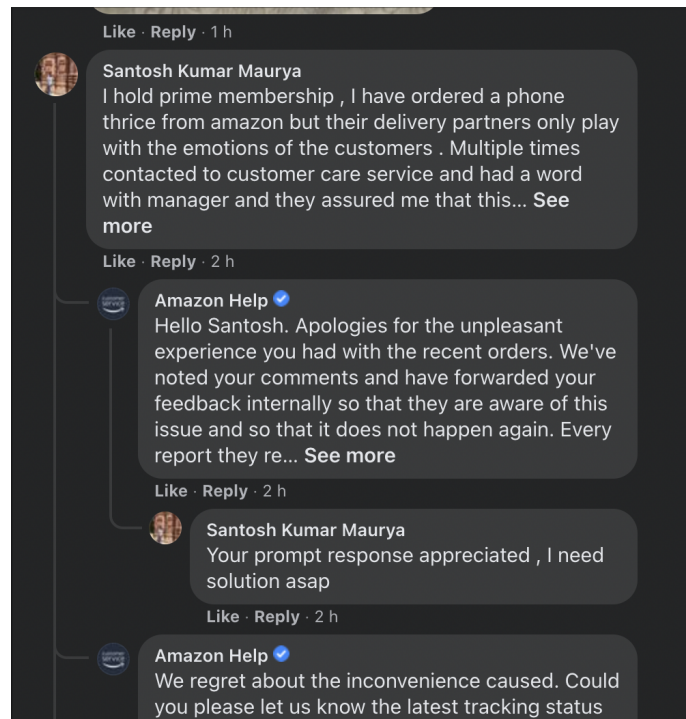 Like · Reply · 1 h
Santosh Kumar Maurya
I hold prime membership , I have ordered a phone
thrice from amazon but their delivery partners only play
with the emotions of the customers . Multiple times
contacted to customer care service and had a word
with manager and they assured me that this... See
more
Like · Reply · 2 h
Amazon Help
Hello Santosh. Apologies for the unpleasant
experience you had with the recent orders. We've
noted your comments and have forwarded your
feedback internally so that they are aware of this
issue and so that it does not happen again. Every
report they re... See more
Like · Reply · 2 h
Santosh Kumar Maurya
Your prompt response appreciated , I need
solution asap
Like · Reply · 2 h
Amazon Help
We regret about the inconvenience caused. Could
you please let us know the latest tracking status